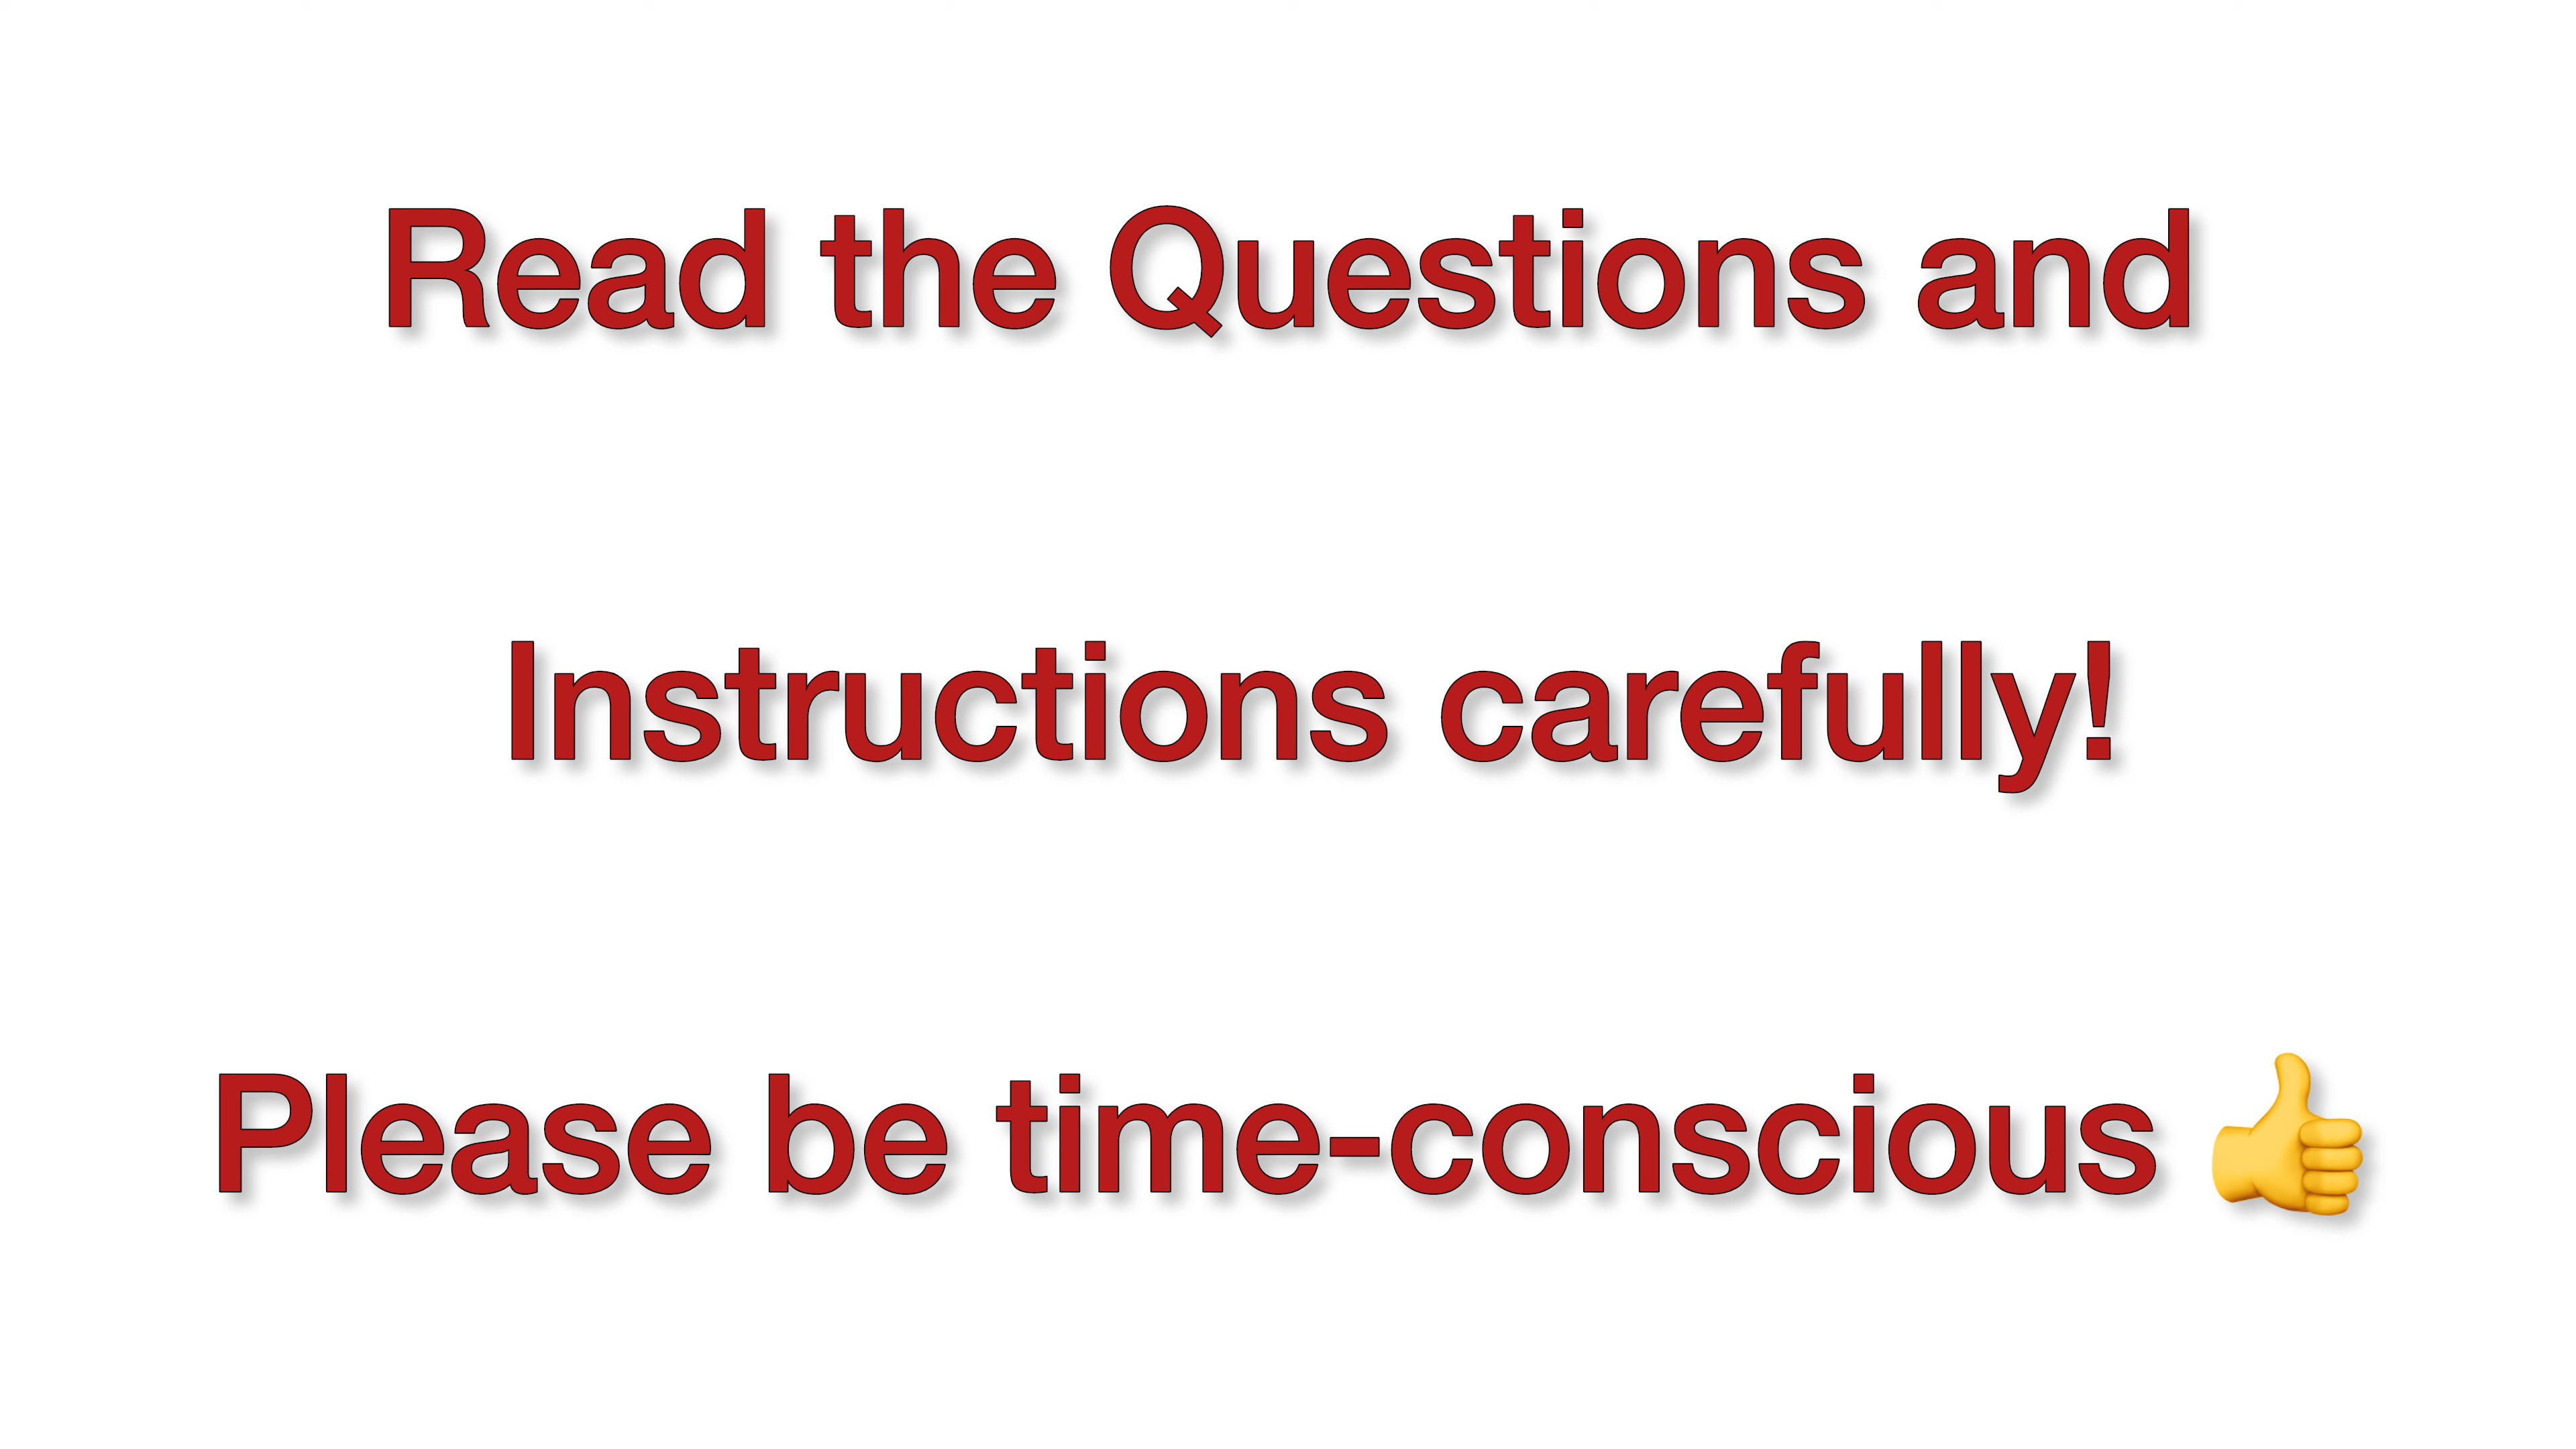 Read the Questions and
Instructions carefully!
Please be time-conscious 👍